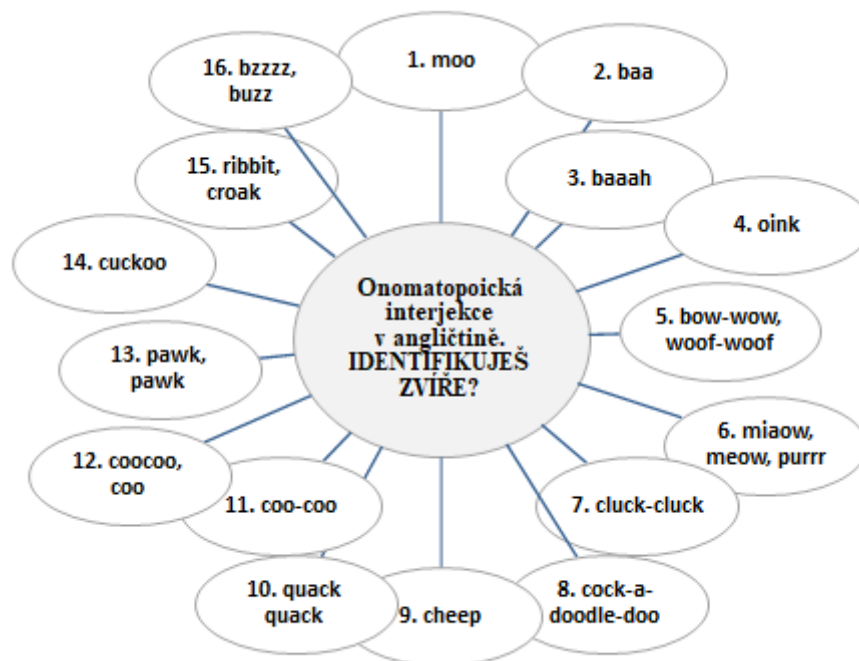 Onomatopoická
interjekce
v angličtině.
IDENTIFIKUJEŠ
ZVÍŘE?
1. moo
2. baa
3. baaah
4. oink
5. bow-wow,
woof-woof
6. miaow,
meow, purrr
7. cluck-cluck
8. cock-a-
doodle-doo
9. cheep
10. quack
quack
11. coo-coo
12. coocoo,
coo
13. pawk,
pawk
14. cuckoo
15. ribbit,
croak
16. bzzzz,
buzz